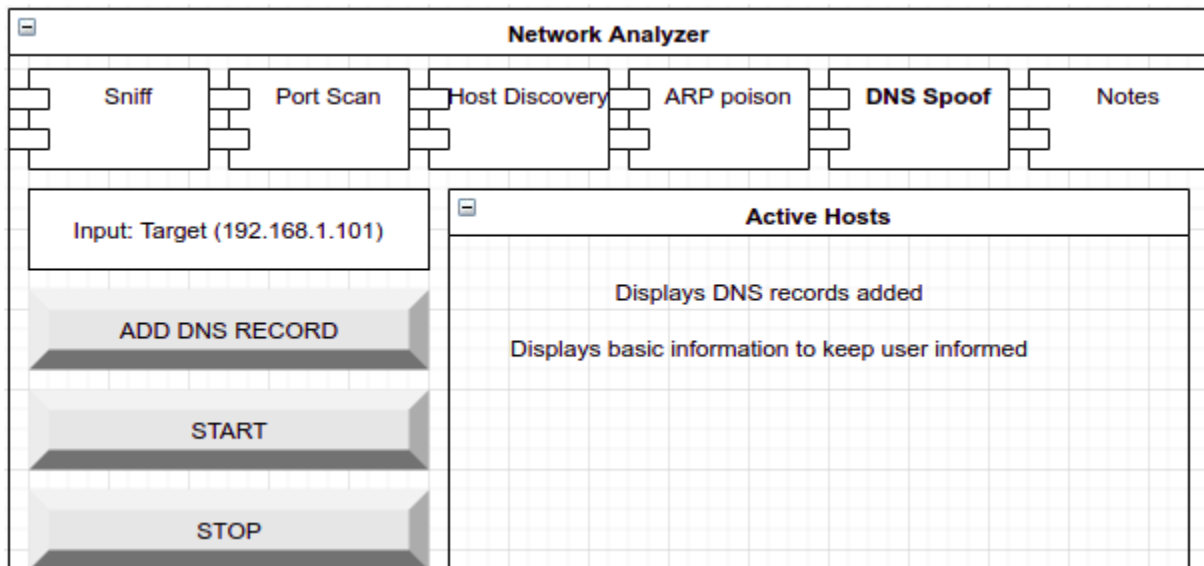 Network Analyzer
Sniff
Port Scan
Host Discovery
ARP poison
DNS Spoof
Notes
Input: Target (192.168.1.101)
Active Hosts
Displays DNS records added
Displays basic information to keep user informed
ADD DNS RECORD
START
STOP